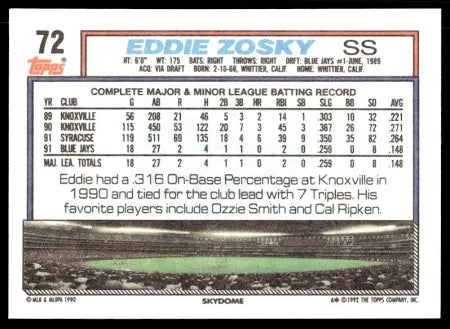 72 EDDIE ZOSKY SS
Topps® HT: 6'0" WT: 175 BATS: RIGHT THROWS: RIGHT DRFT: BLUE JAYS #1-JUNE, 1989
ACQ: VIA DRAFT BORN: 2-10-68, WHITTIER, CALIF. HOME: WHITTIER, CALIF.
COMPLETE MAJOR & MINOR LEAGUE BATTING RECORD
YR CLUB G AB R H 2B 3B HR RBI SB SLG BB SO AVG
89 KNOXVILLE 56 208 21 46 5 3 2 14 1 .303 10 32 .221
90 KNOXVILLE 115 450 53 122 20 7 3 45 3 .367 26 72 .271
91 SYRACUSE 119 511 69 135 18 4 6 39 9 .350 35 82 .264
91 BLUE JAYS 18 27 2 4 1 1 0 2 0 .259 0 8 .148
MAJ. LEA. TOTALS 18 27 2 4 1 1 0 2 0 .259 0 8 .148
Eddie had a .316 On-Base Percentage at Knoxville in
1990 and tied for the club lead with 7 Triples. His
favorite players include Ozzie Smith and Cal Ripken.
©MLB & MLBPA 1992 SKYDOME A* ©1992 THE TOPPS COMPANY, INC.